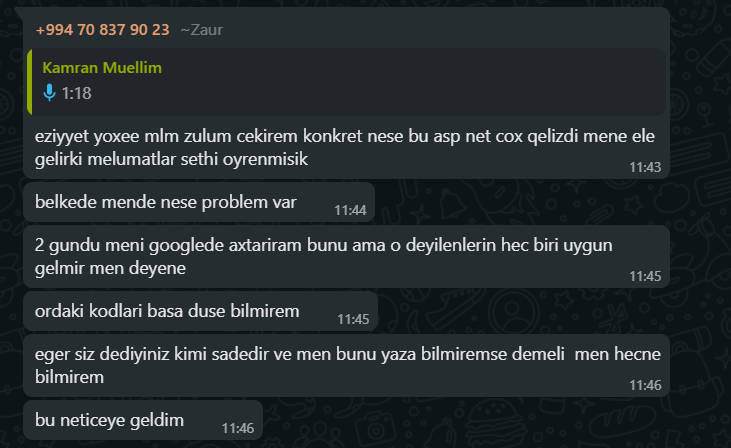 +994 70 837 90 23 ~Zaur
Kamran Muellim
1:18
eziyyet yoxee mlm zulum cekirem konkret nese bu asp net cox qelizdi mene ele
gelirki melumatlar sethi oyrenmisik
11:43
belkede mende nese problem var
11:44
2 gundu meni googlede axtariram bunu ama o deyilenlerin hec biri uygun
gelmir men deyene
11:45
ordaki kodlari basa duse bilmirem
11:45
eger siz dediyiniz kimi sadedir ve men bunu yaza bilmiremse demeli men hecne
bilmirem
11:46
bu neticeye geldim
11:46